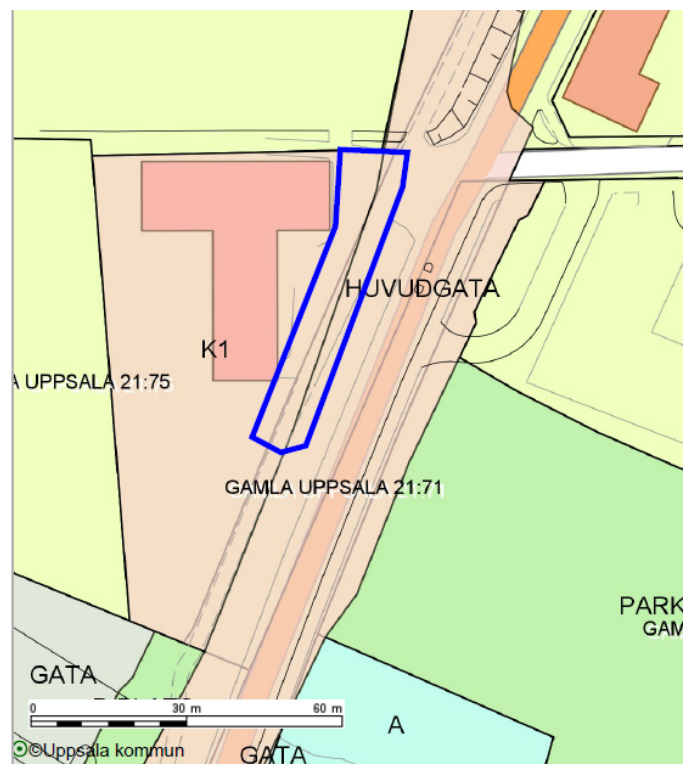 HUVUDGATA
K1
A UPPSALA 21:75
GAMLA UPPSALA 21:71
PARK
GAM
GATA
0 30 m 60 m
A
©Uppsala kommun
GATA